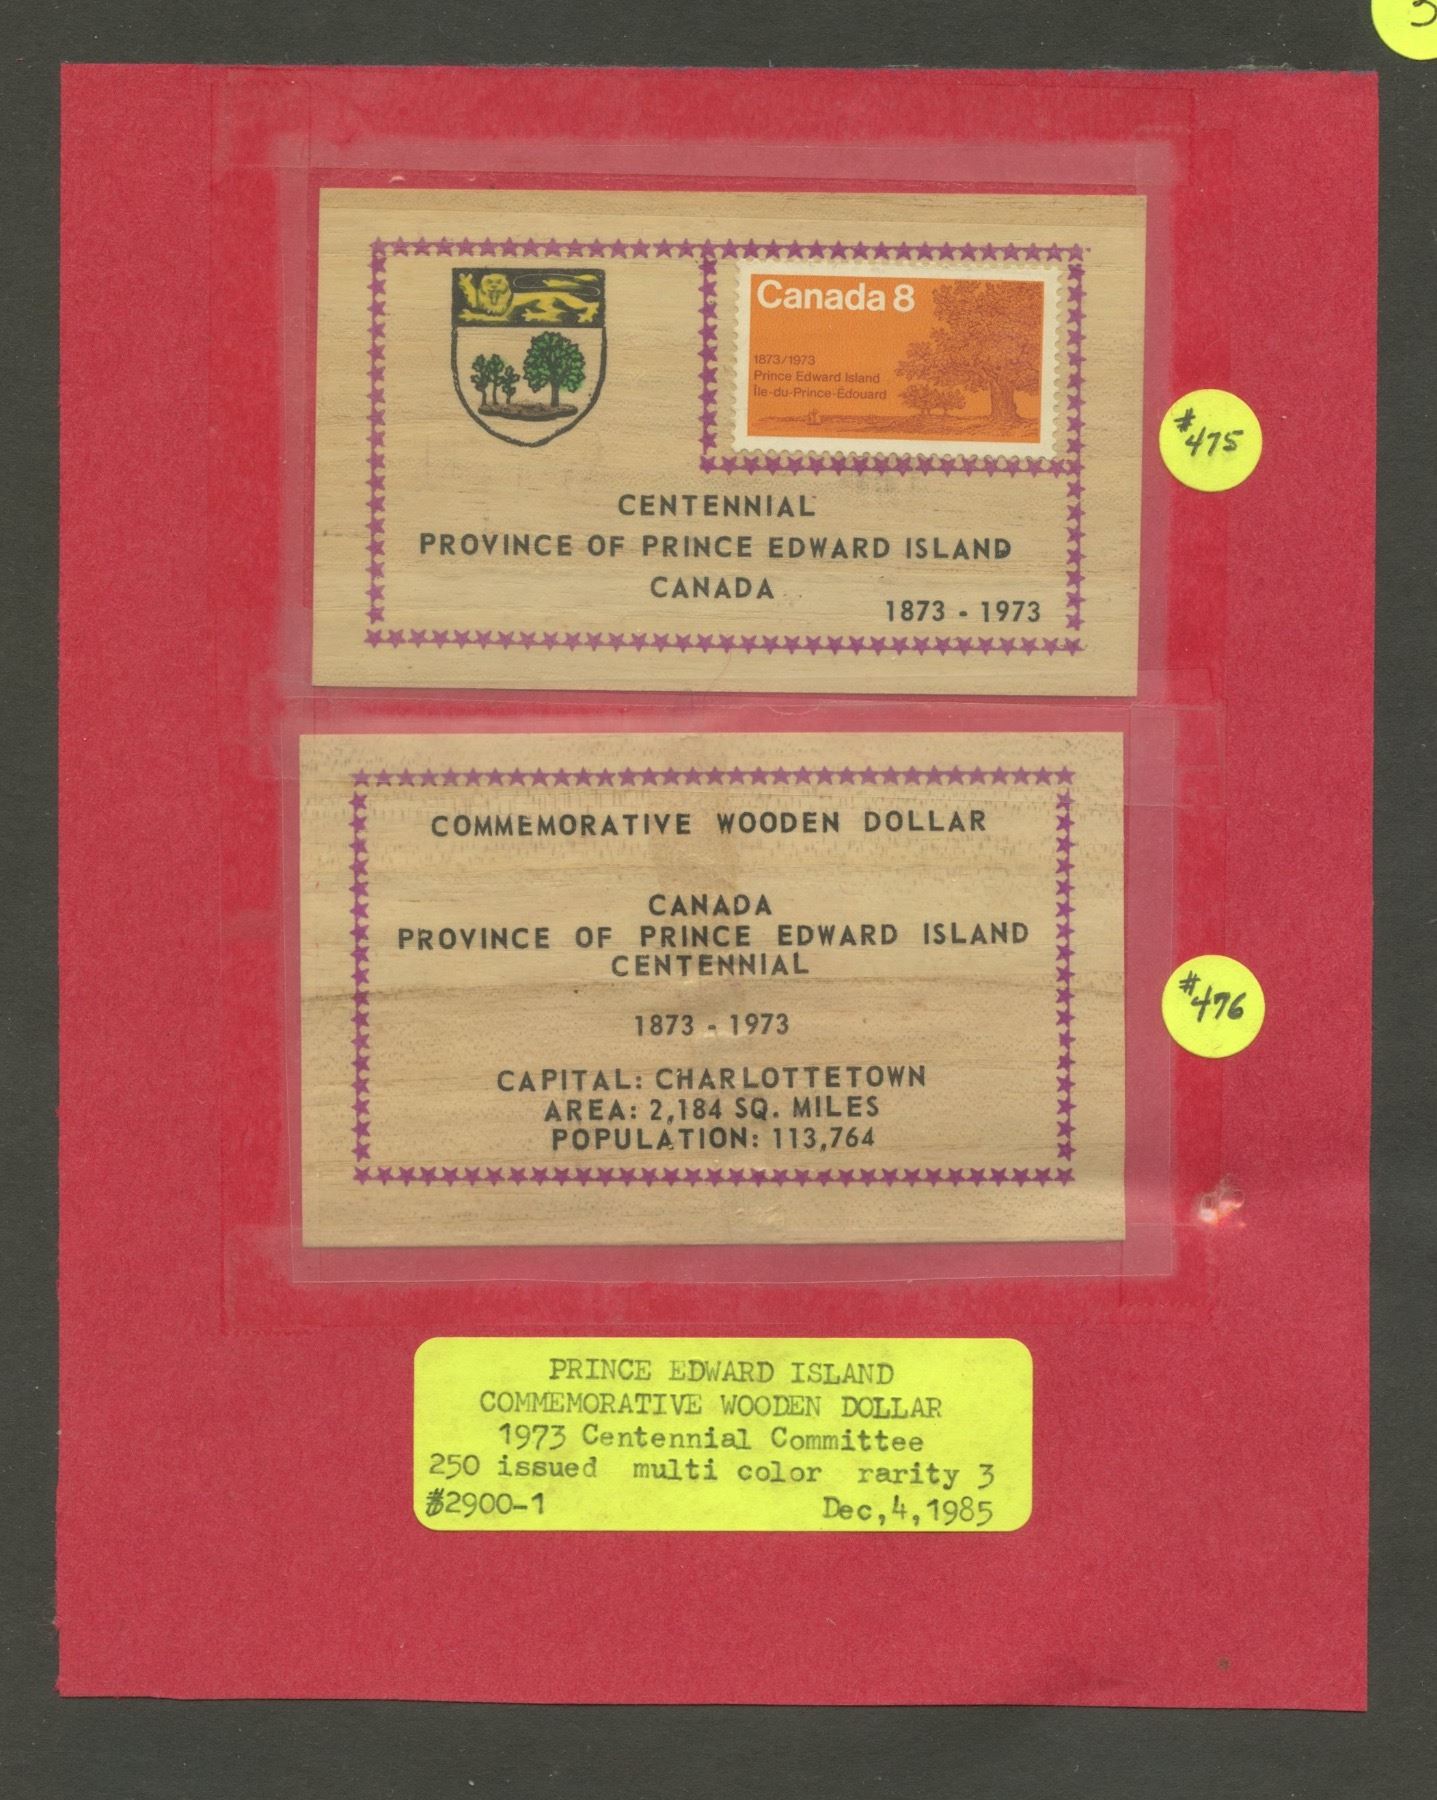 Canada 8
1873/1973
Prince Edward Island
Île-du-Prince-Édouard
CENTENNIAL
PROVINCE OF PRINCE EDWARD ISLAND
CANADA
1873 - 1973
#475
COMMEMORATIVE WOODEN DOLLAR
CANADA
PROVINCE OF PRINCE EDWARD ISLAND
CENTENNIAL
1873 - 1973
CAPITAL: CHARLOTTETOWN
AREA: 2,184 SQ. MILES
POPULATION: 113,764
#476
PRINCE EDWARD ISLAND
COMMEMORATIVE WOODEN DOLLAR
1973 Centennial Committee
250 issued multi color rarity 3
#2900-1 Dec,4,1985